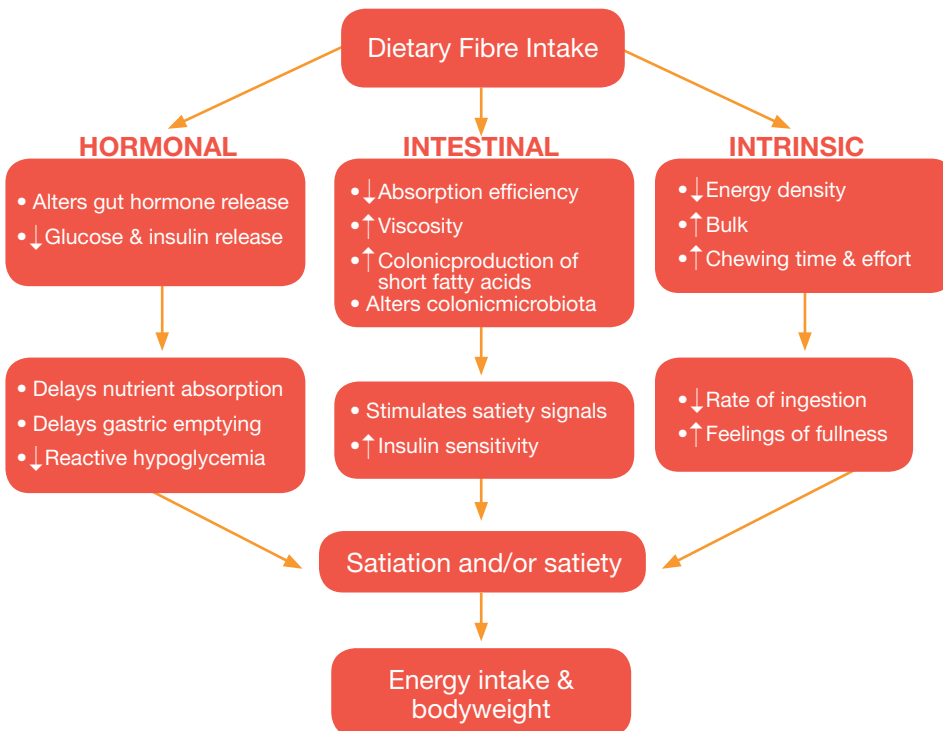 Dietary Fibre Intake
HORMONAL
• Alters gut hormone release
• ↓ Glucose & insulin release
• Delays nutrient absorption
• Delays gastric emptying
• ↓ Reactive hypoglycemia
INTESTINAL
• ↓ Absorption efficiency
• ↑ Viscosity
• ↑ Colonicproduction of
short fatty acids
• Alters colonicmicrobiota
• Stimulates satiety signals
• ↑ Insulin sensitivity
INTRINSIC
• ↓ Energy density
• ↑ Bulk
• ↑ Chewing time & effort
• ↓ Rate of ingestion
• ↑ Feelings of fullness
Satiation and/or satiety
Energy intake &
bodyweight